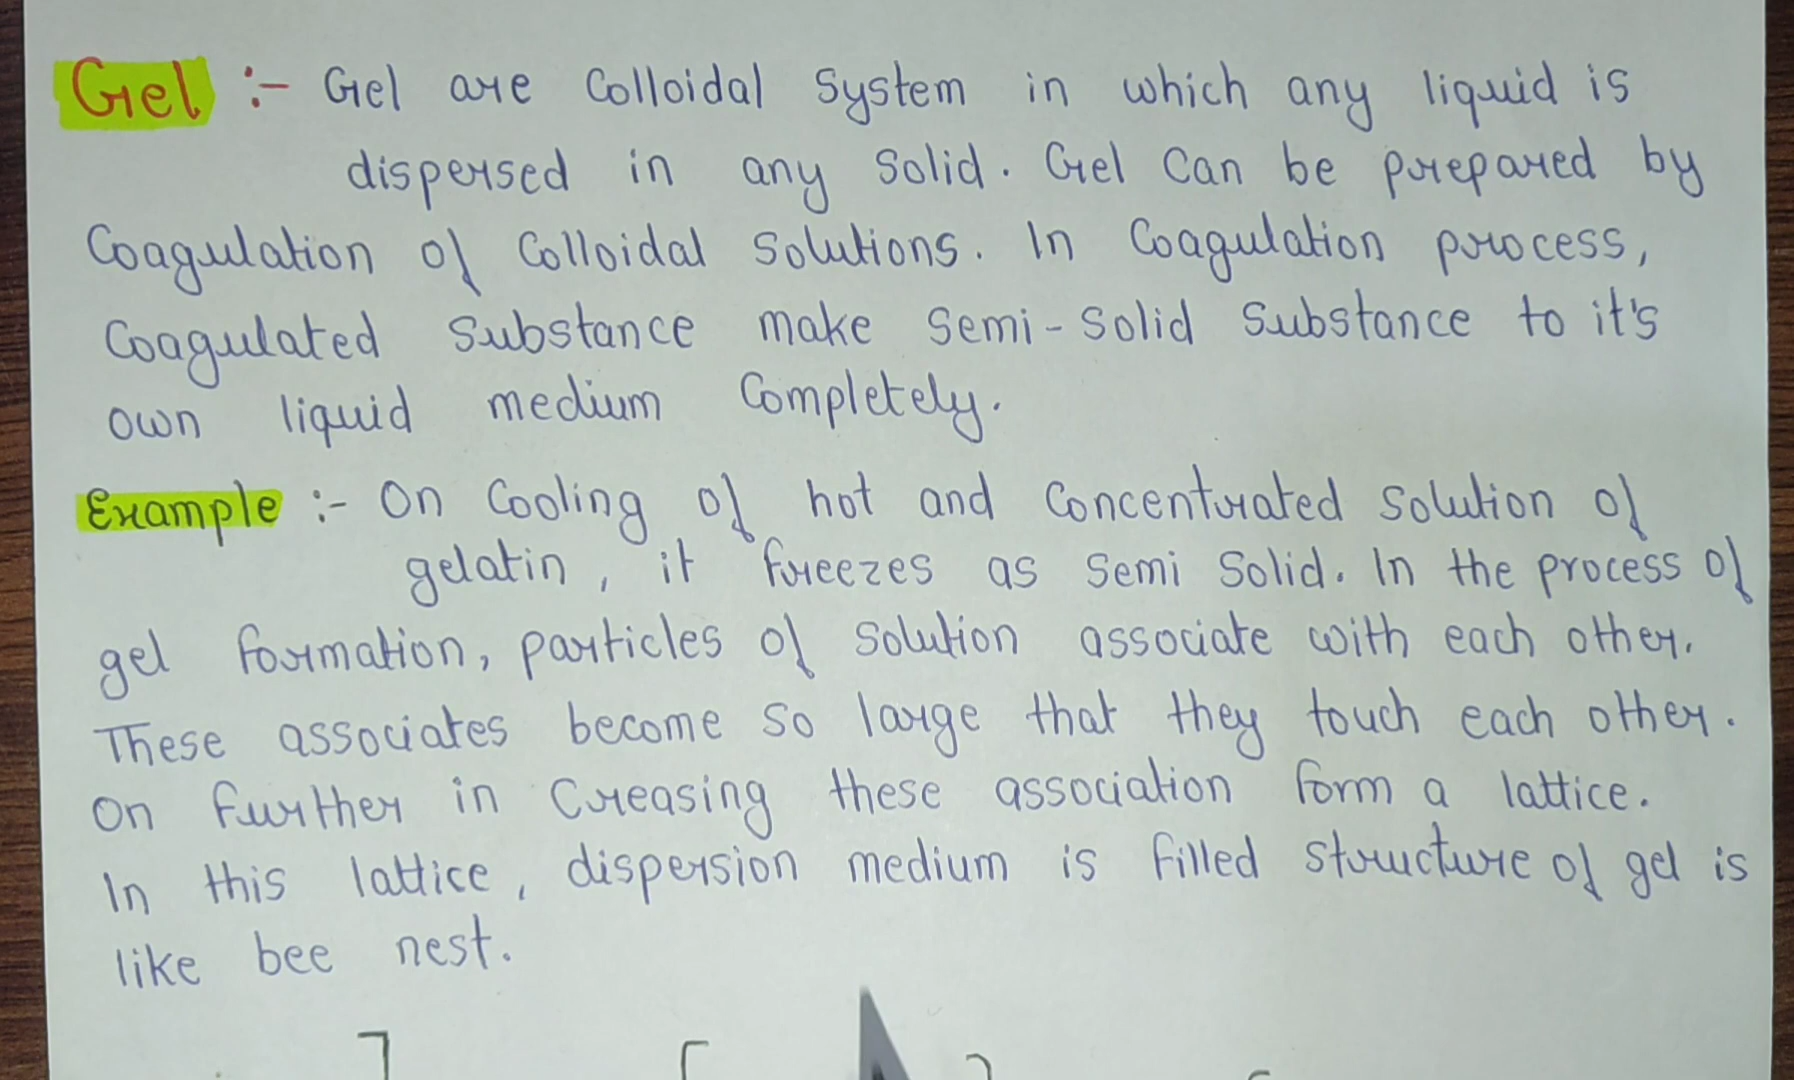 Gel :- Gel are Colloidal System in which any liquid is
dispersed in any Solid. Gel Can be prepared by
Coagulation of Colloidal Solutions. In Coagulation process,
Coagulated Substance make Semi-Solid Substance to it's
own liquid medium Completely.
Example :- On Cooling of hot and Concentrated Solution of
gelatin, it freezes as Semi Solid. In the process of
gel formation, particles of Solution associate with each other.
These associates become so large that they touch each other.
On further in Creasing these association form a lattice.
In this lattice, dispersion medium is filled structure of gel is
like bee nest.